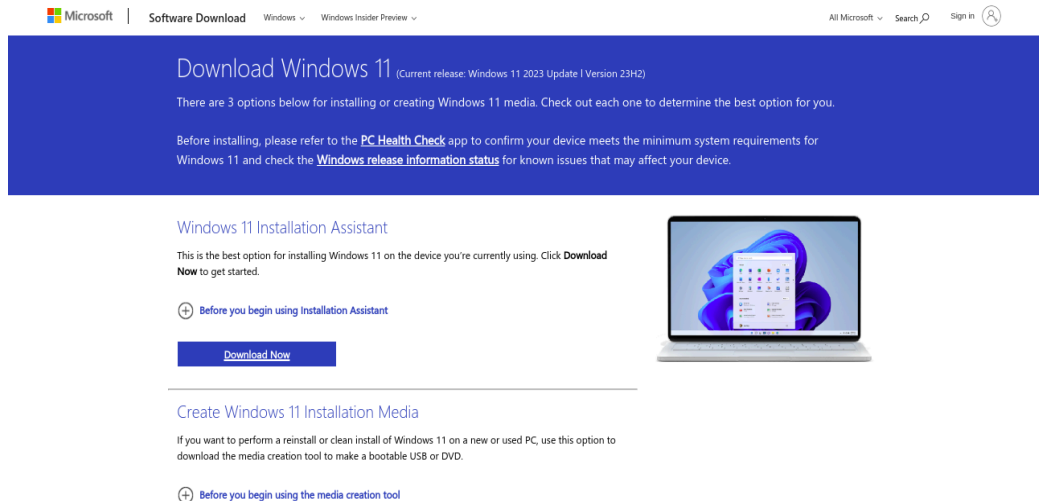 Microsoft Software Download Windows Windows Insider Preview All Microsoft Search Sign in
Download Windows 11 (Current release: Windows 11 2023 Update l Version 23H2)
There are 3 options below for installing or creating Windows 11 media. Check out each one to determine the best option for you.
Before installing, please refer to the PC Health Check app to confirm your device meets the minimum system requirements for
Windows 11 and check the Windows release information status for known issues that may affect your device.
Windows 11 Installation Assistant
This is the best option for installing Windows 11 on the device you're currently using. Click Download
Now to get started.
Before you begin using Installation Assistant
Download Now
Create Windows 11 Installation Media
If you want to perform a reinstall or clean install of Windows 11 on a new or used PC, use this option to
download the media creation tool to make a bootable USB or DVD.
Before you begin using the media creation tool